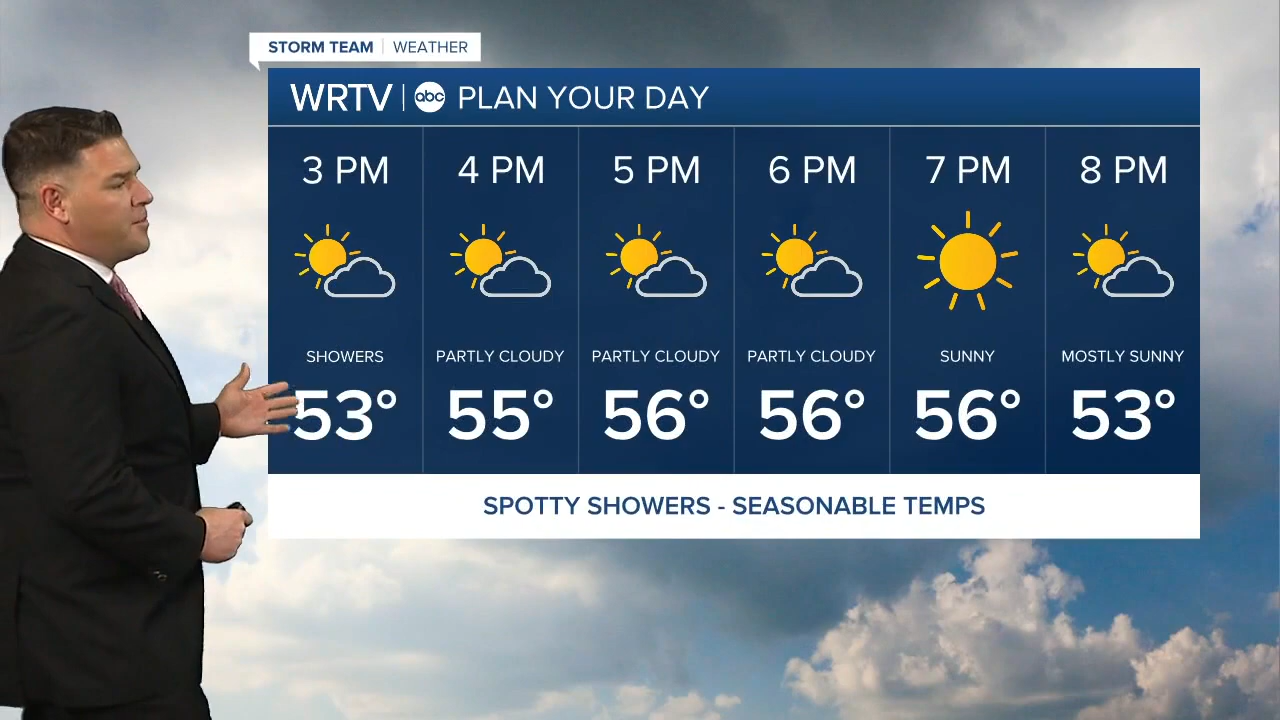 STORM TEAM | WEATHER
WRTV | abc PLAN YOUR DAY
3 PM 4 PM 5 PM 6 PM 7 PM 8 PM
SHOWERS PARTLY CLOUDY PARTLY CLOUDY PARTLY CLOUDY SUNNY MOSTLY SUNNY
53° 55° 56° 56° 56° 53°
SPOTTY SHOWERS - SEASONABLE TEMPS